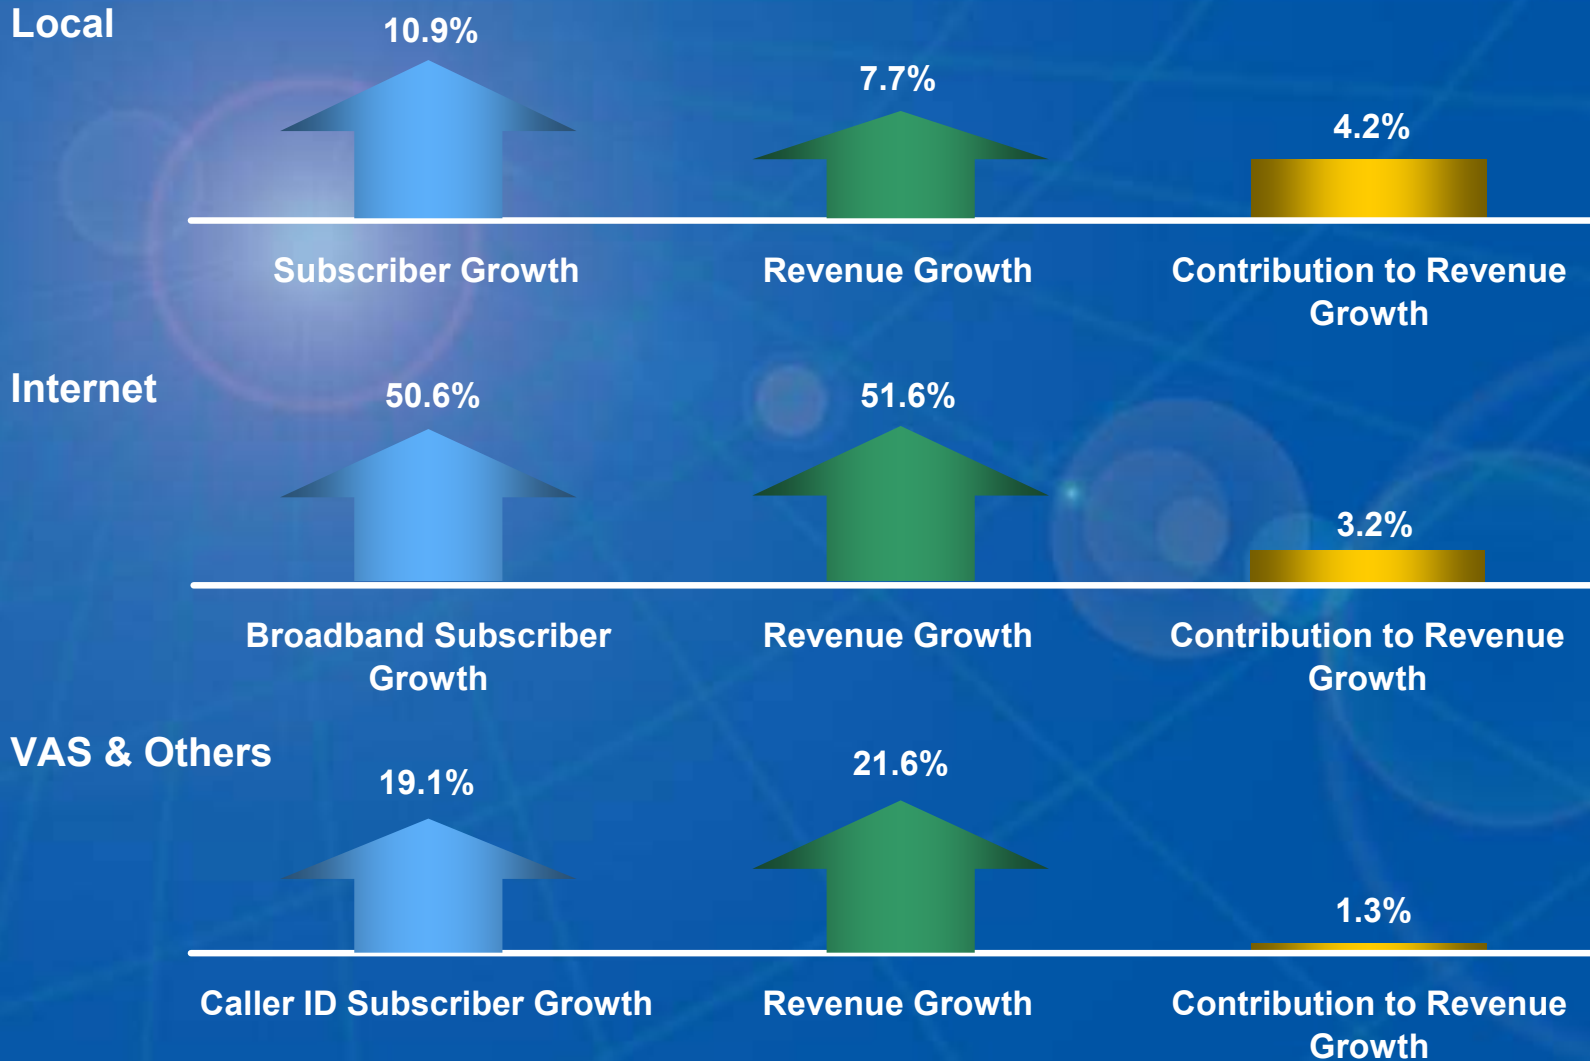 Local
10.9%
7.7%
4.2%
Subscriber Growth
Revenue Growth
Contribution to Revenue
Growth
Internet
50.6%
51.6%
3.2%
Broadband Subscriber
Growth
Revenue Growth
Contribution to Revenue
Growth
VAS & Others
19.1%
21.6%
1.3%
Caller ID Subscriber Growth
Revenue Growth
Contribution to Revenue
Growth